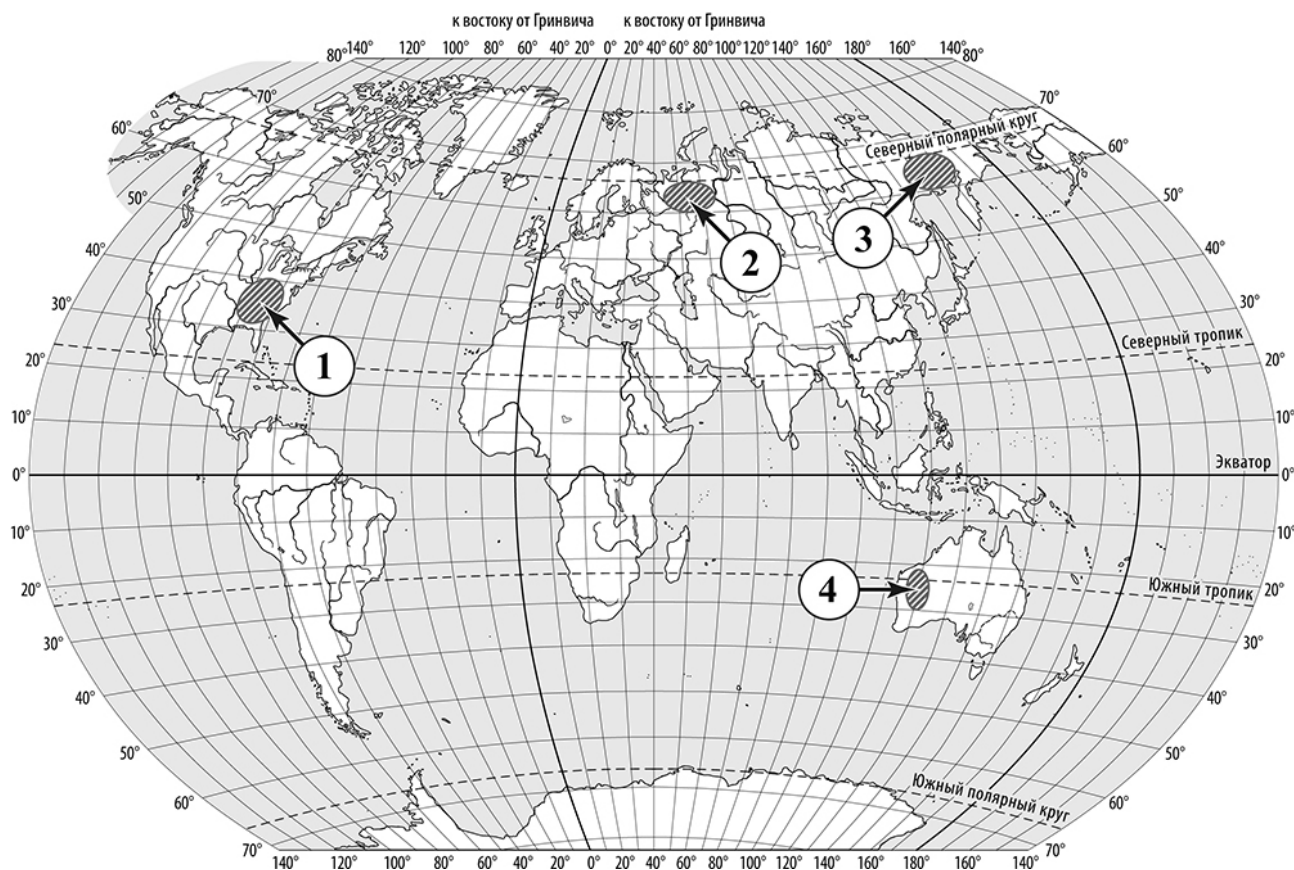 к востоку от Гринвича к востоку от Гринвича
140° 120° 100° 80° 60° 40° 20° 0° 20° 40° 60° 80° 100° 120° 140° 160° 180° 160° 140°
80° 80°
70° 70°
Северный полярный круг
60° 60°
50° 50°
3
40° 40°
2
30° 30°
Северный тропик
1
20° 20°
10° 10°
Экватор
0° 0°
10° 10°
4
20° Южный тропик 20°
30° 30°
40° 40°
50° 50°
Южный полярный круг
60° 60°
70° 70°
140° 120° 100° 80° 60° 40° 20° 0° 20° 40° 60° 80° 100° 120° 140° 160° 180° 160° 140°